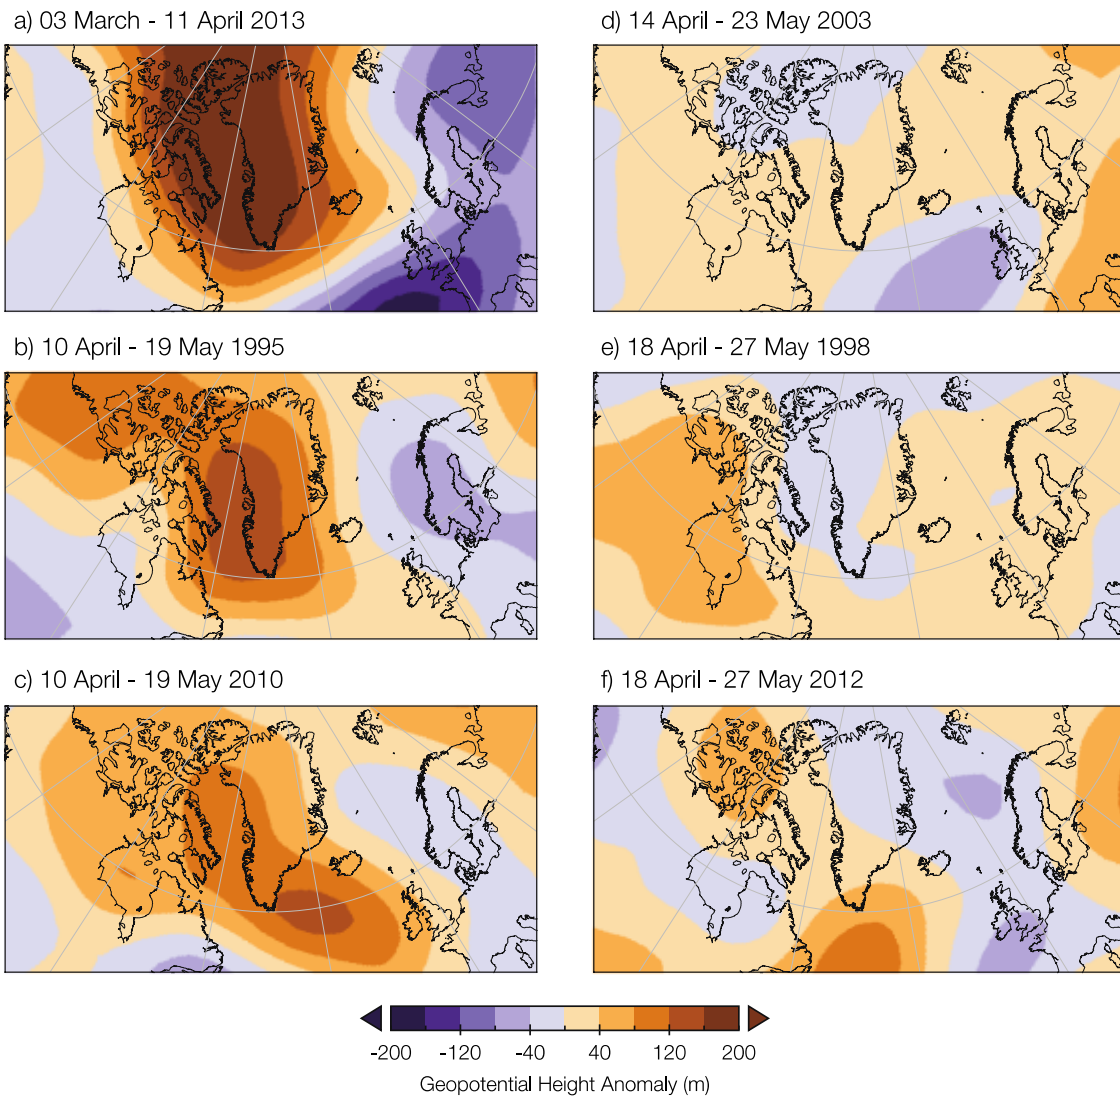 a) 03 March - 11 April 2013
d) 14 April - 23 May 2003
b) 10 April - 19 May 1995
e) 18 April - 27 May 1998
c) 10 April - 19 May 2010
f) 18 April - 27 May 2012
-200 -120 -40 40 120 200
Geopotential Height Anomaly (m)